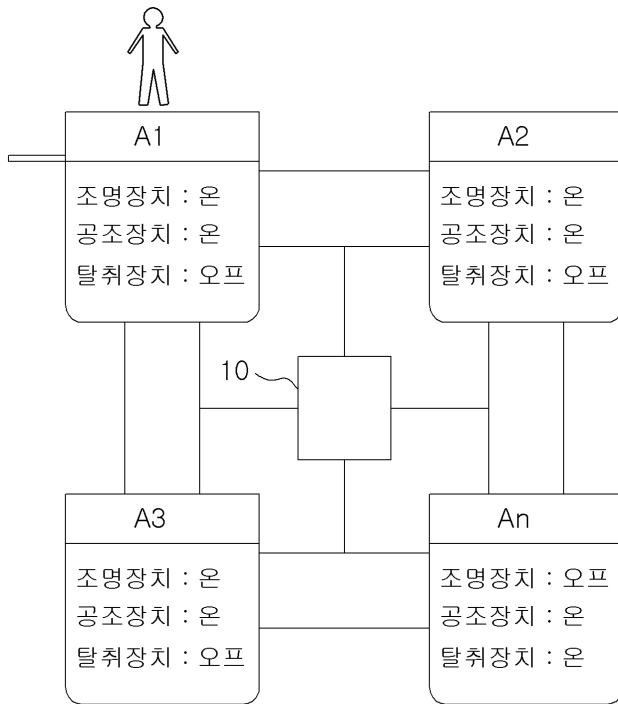 A1
조명장치 : 온
공조장치 : 온
탈취장치 : 오프
A2
조명장치 : 온
공조장치 : 온
탈취장치 : 오프
10
A3
조명장치 : 온
공조장치 : 온
탈취장치 : 오프
An
조명장치 : 오프
공조장치 : 온
탈취장치 : 온